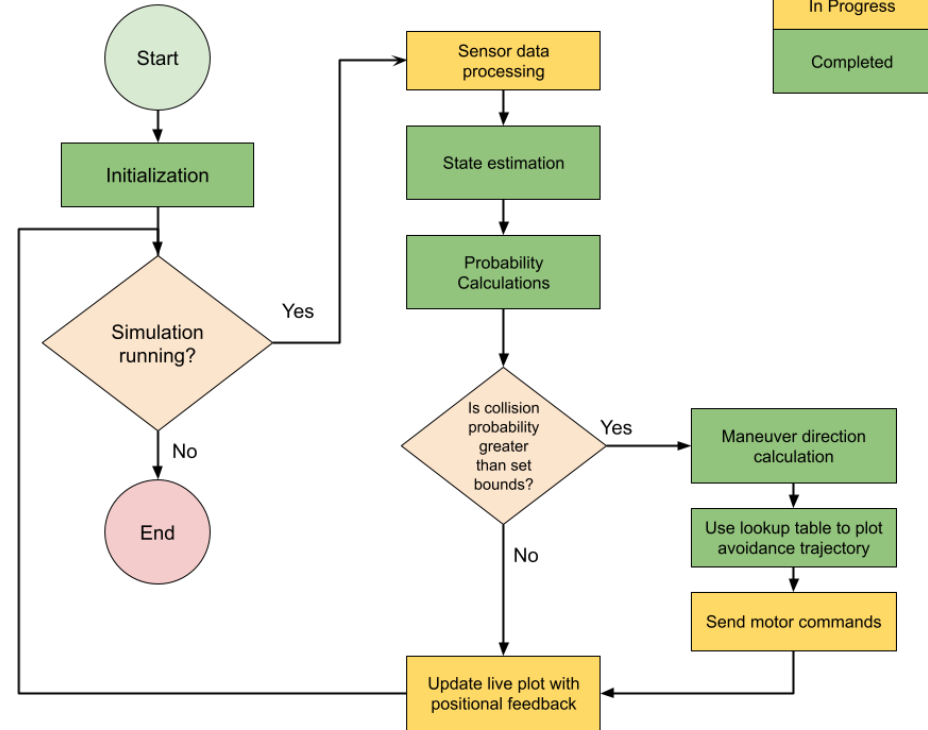 In Progress
Completed
Start
Initialization
Simulation
running?
Yes
No
End
Sensor data
processing
State estimation
Probability
Calculations
Is collision
probability
greater
than set
bounds?
Yes
No
Maneuver direction
calculation
Use lookup table to plot
avoidance trajectory
Send motor commands
Update live plot with
positional feedback